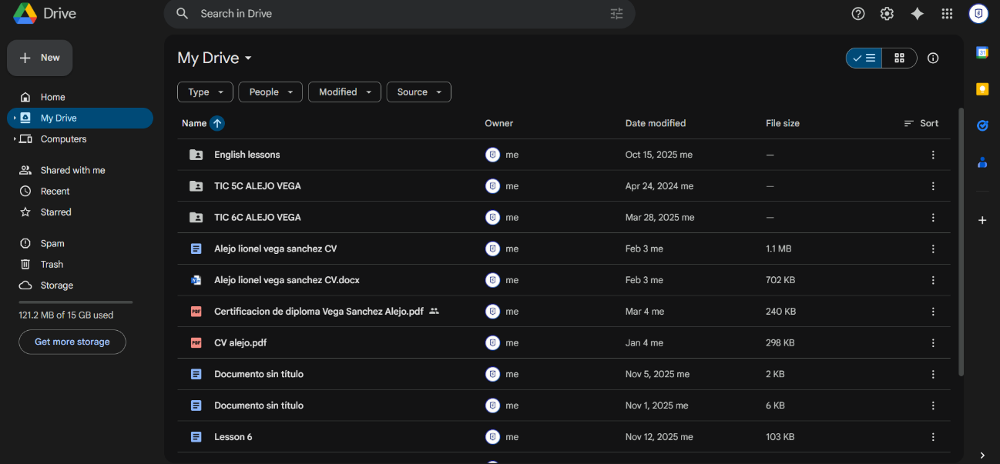 Drive
Search in Drive
New
Home
My Drive
Computers
Shared with me
Recent
Starred
Spam
Trash
Storage
121.2 MB of 15 GB used
Get more storage
My Drive
Type People Modified Source
Name Owner Date modified File size Sort
English lessons me Oct 15, 2025 me —
TIC 5C ALEJO VEGA me Apr 24, 2024 me —
TIC 6C ALEJO VEGA me Mar 28, 2025 me —
Alejo lionel vega sanchez CV me Feb 3 me 1.1 MB
Alejo lionel vega sanchez CV.docx me Feb 3 me 702 KB
PDF Certificacion de diploma Vega Sanchez Alejo.pdf me Mar 4 me 240 KB
PDF CV alejo.pdf me Jan 4 me 298 KB
Documento sin título me Nov 5, 2025 me 2 KB
Documento sin título me Nov 1, 2025 me 6 KB
Lesson 6 me Nov 12, 2025 me 103 KB
31